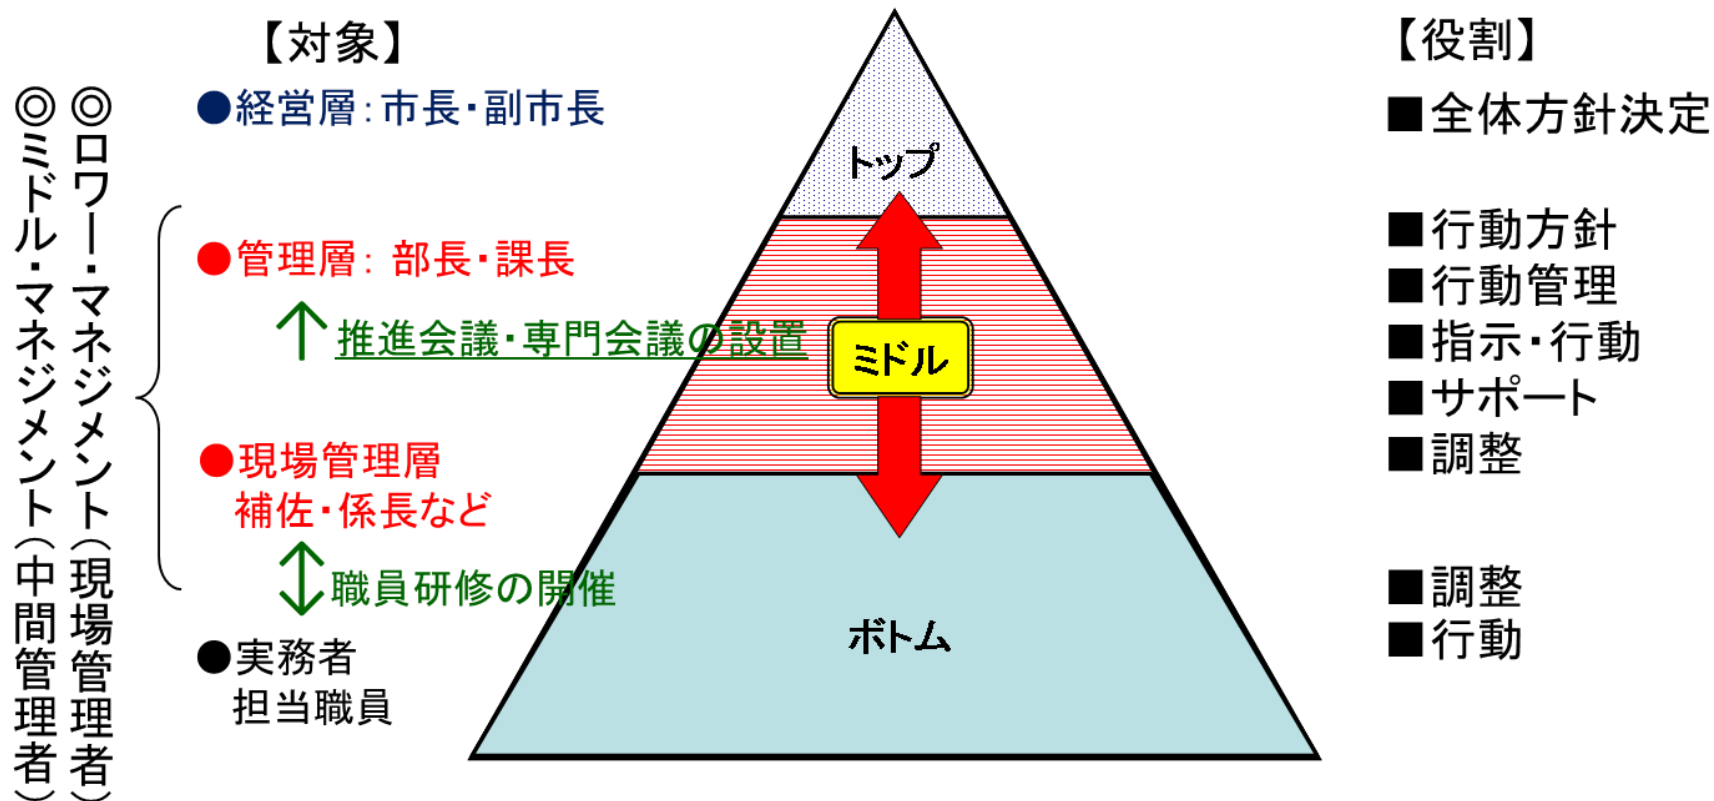 ◎ロワー・マネジメント（現場管理者）
◎ミドル・マネジメント（中間管理者）
【対象】
●経営層：市長・副市長
●管理層： 部長・課長
推進会議・専門会議の設置
●現場管理層
補佐・係長など
職員研修の開催
●実務者
担当職員
トップ
ミドル
ボトム
【役割】
■全体方針決定
■行動方針
■行動管理
■指示・行動
■サポート
■調整
■調整
■行動